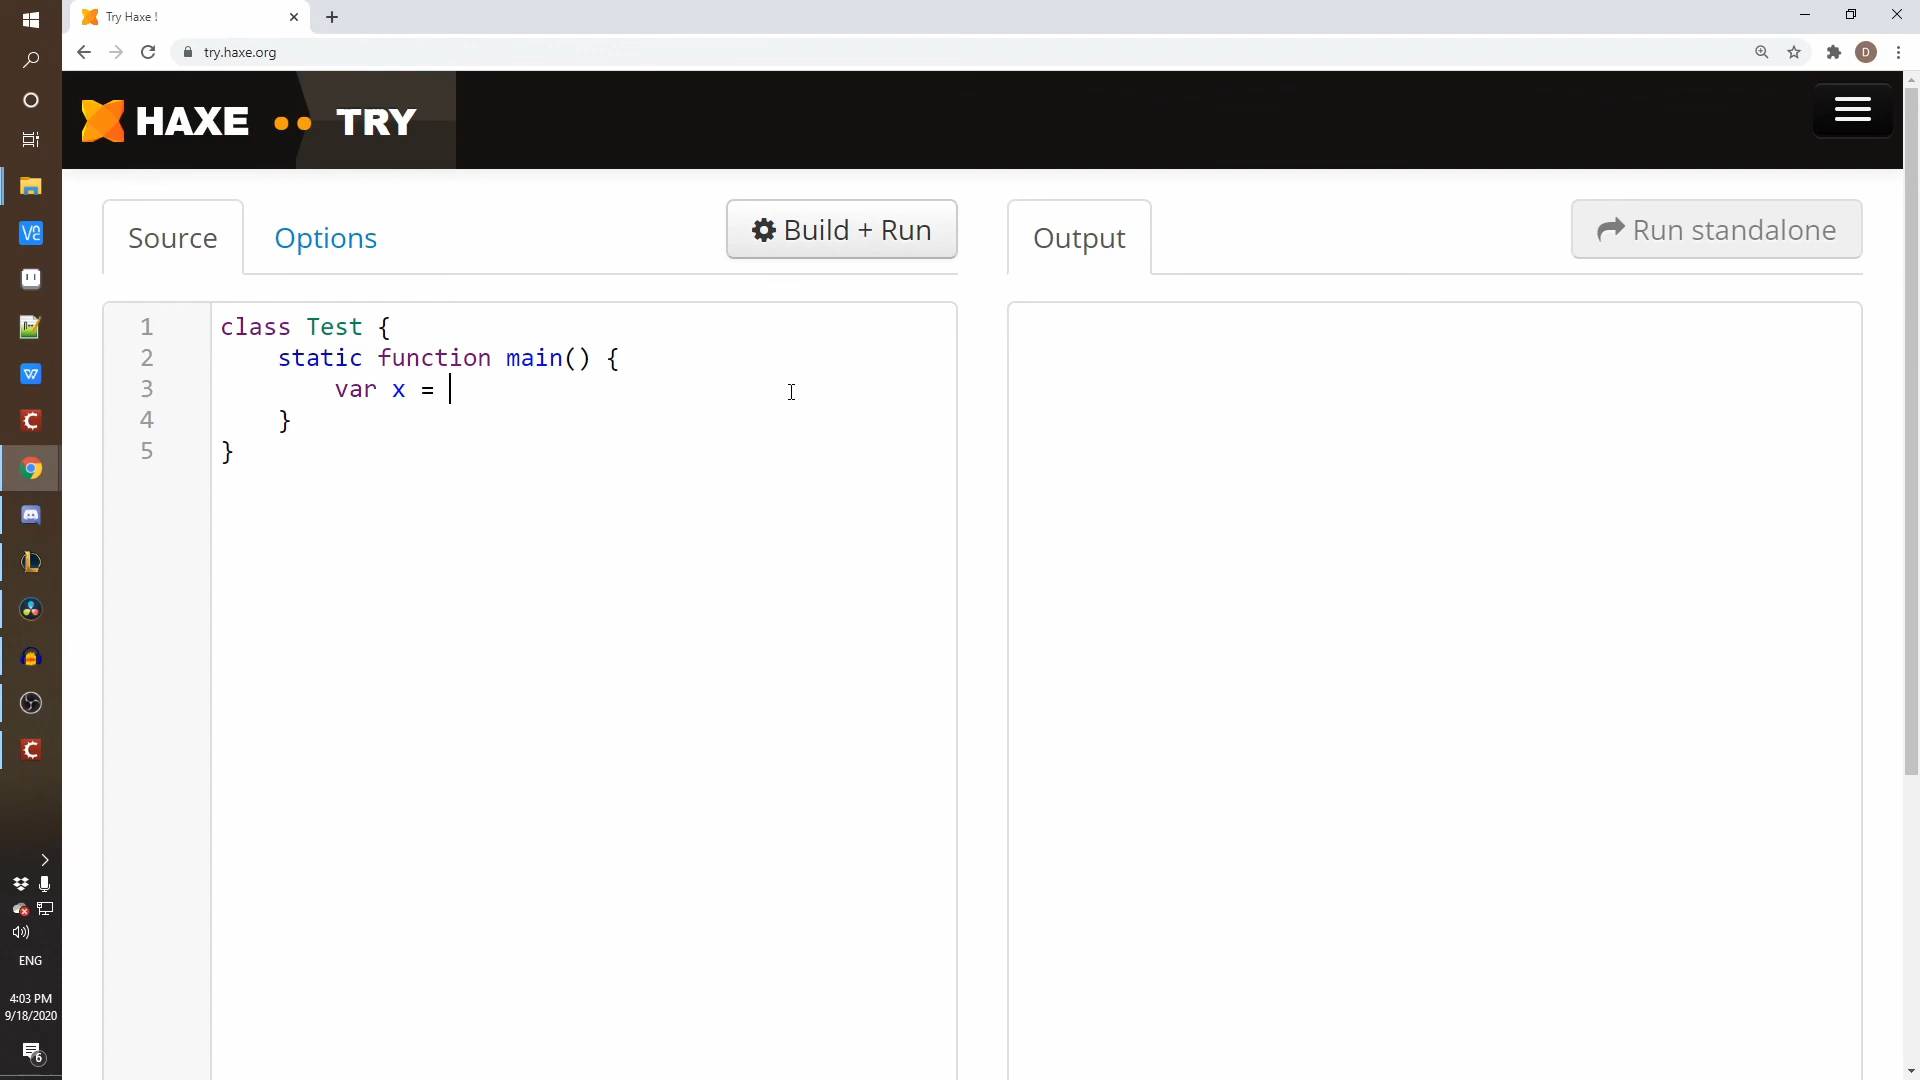 Try Haxe !
try.haxe.org
D
HAXE TRY
Source
Options
Build + Run
Output
Run standalone
1 class Test {
2 static function main() {
3 var x =
4 }
5 }
ENG
4:03 PM
9/18/2020
6